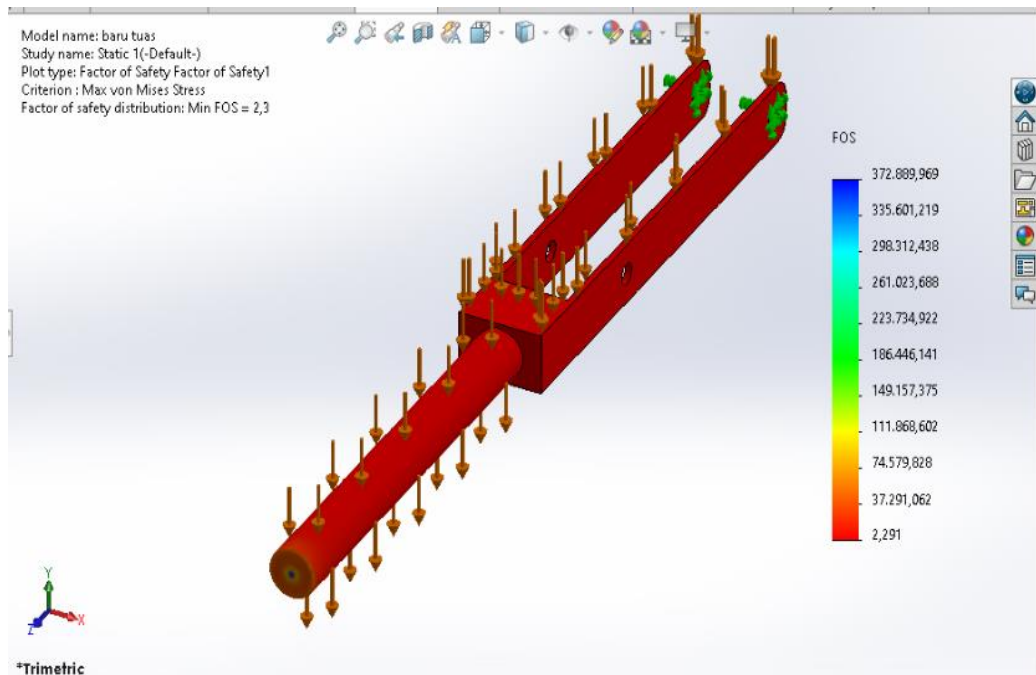 Model name: baru tuas
Study name: Static 1(-Default-)
Plot type: Factor of Safety Factor of Safety1
Criterion : Max von Mises Stress
Factor of safety distribution: Min FOS = 2,3
FOS
372.889,969
335.601,219
298.312,438
261.023,688
223.734,922
186.446,141
149.157,375
111.868,602
74.579,828
37.291,062
2,291
Y
X
Z
*Trimetric